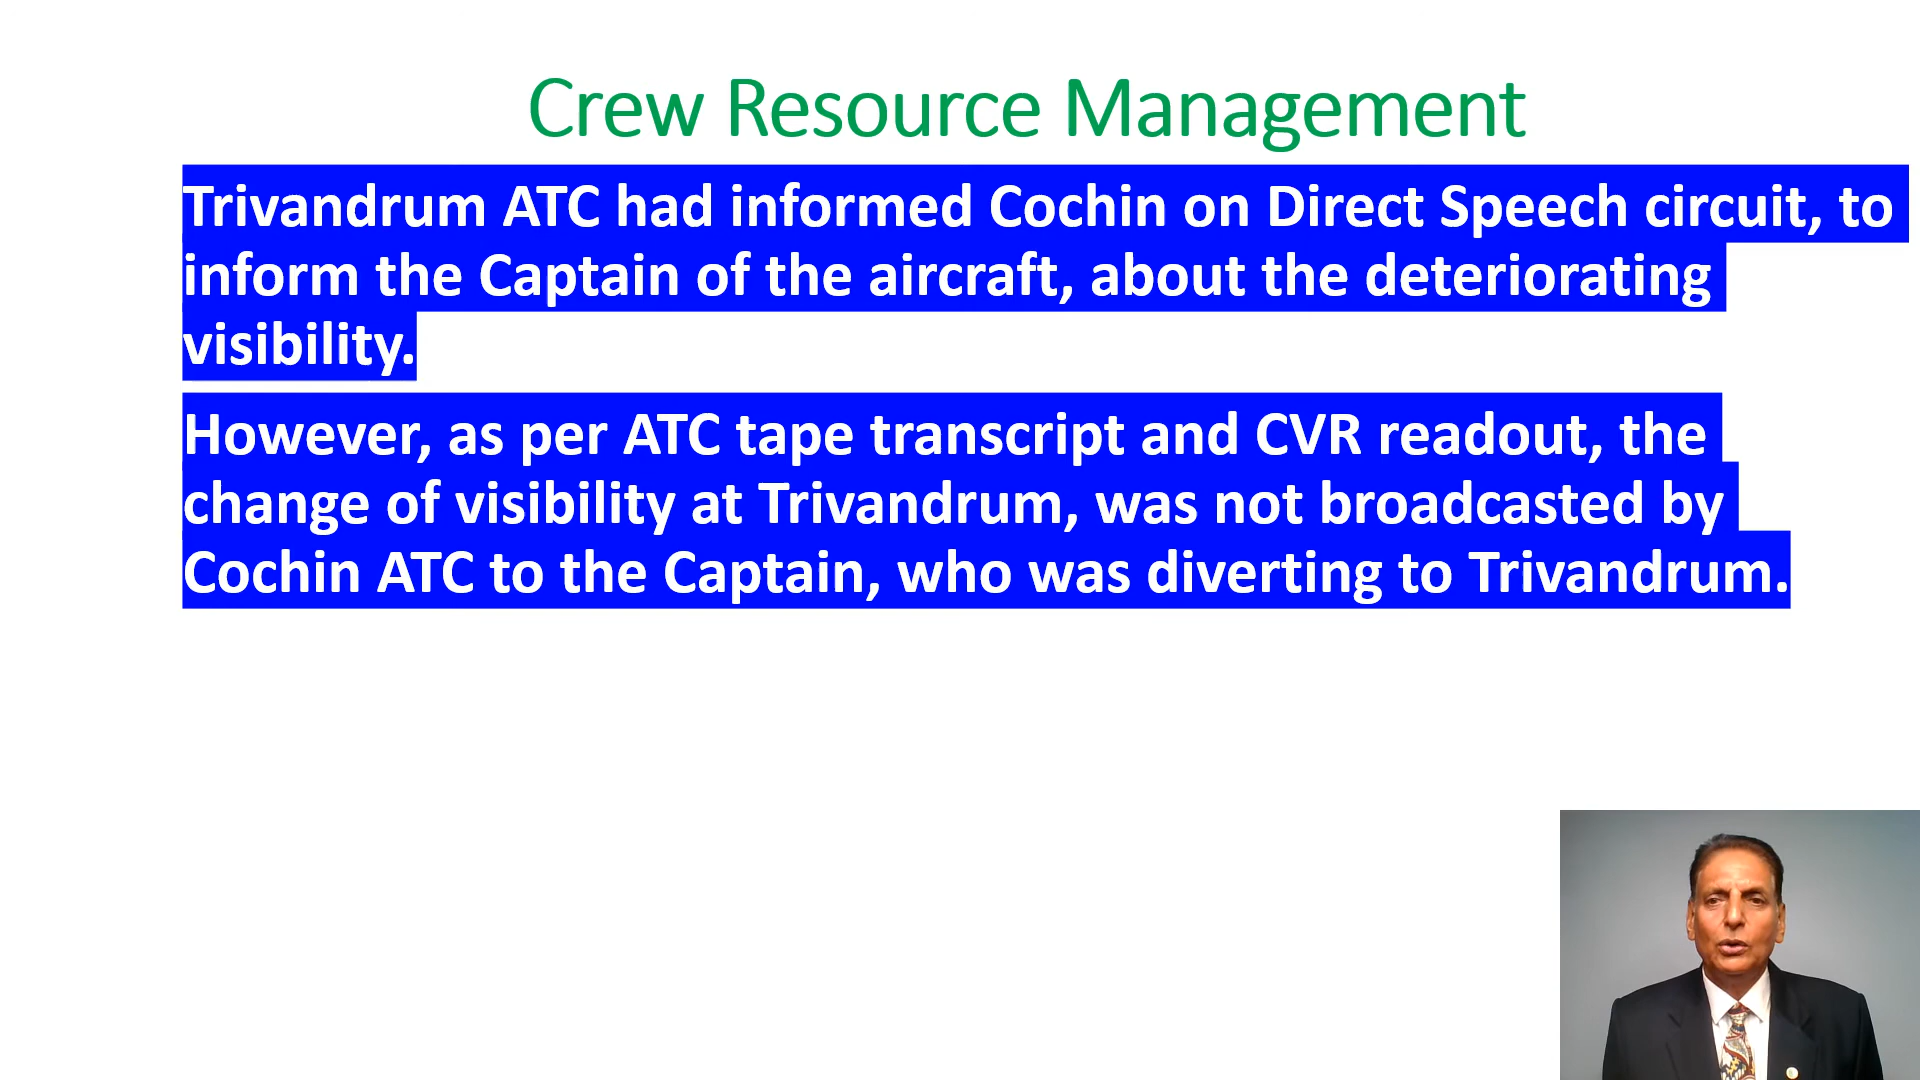 Crew Resource Management
Trivandrum ATC had informed Cochin on Direct Speech circuit, to
inform the Captain of the aircraft, about the deteriorating
visibility.
However, as per ATC tape transcript and CVR readout, the
change of visibility at Trivandrum, was not broadcasted by
Cochin ATC to the Captain, who was diverting to Trivandrum.